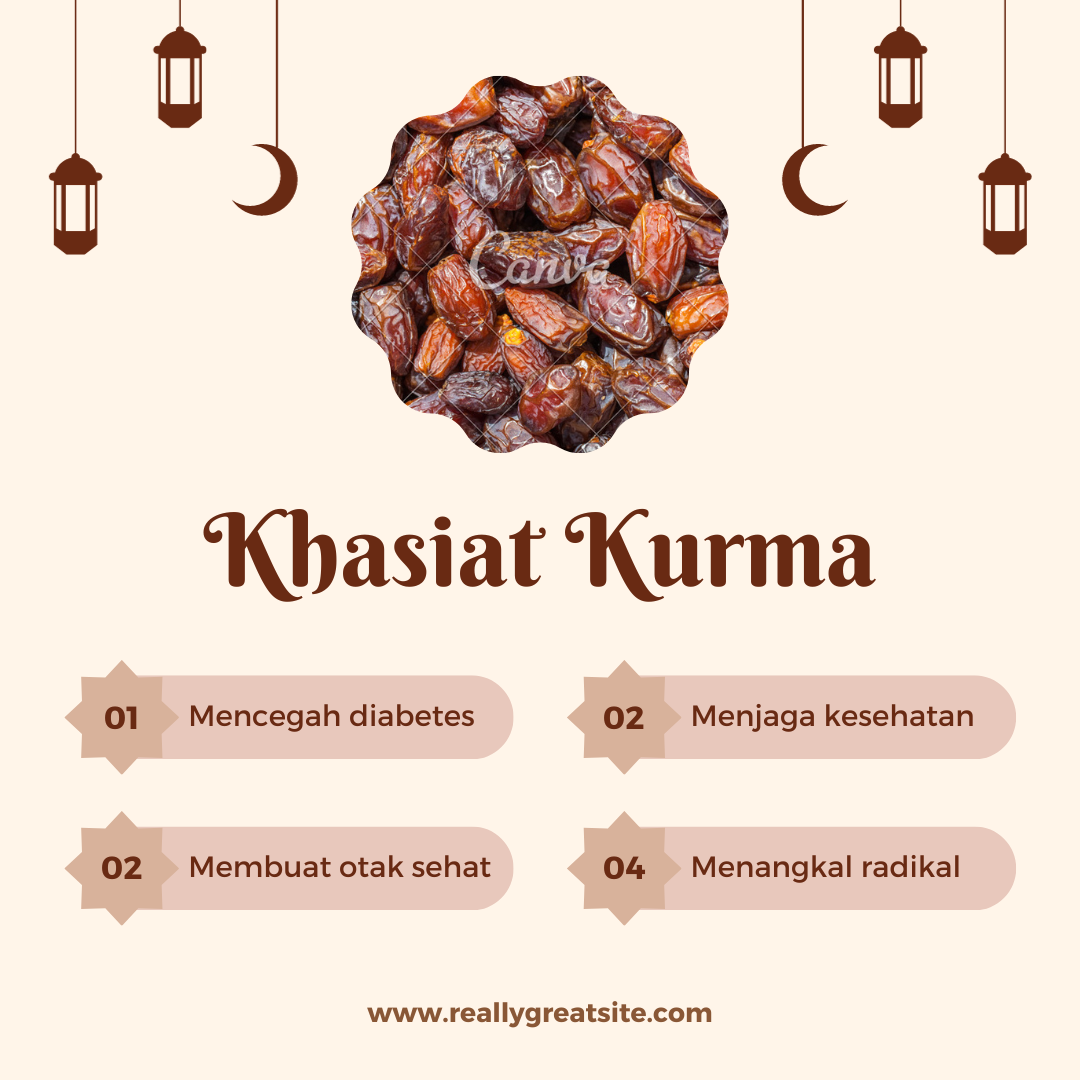 Canva
Khasiat Kurma
01 Mencegah diabetes
02 Menjaga kesehatan
02 Membuat otak sehat
04 Menangkal radikal
www.reallygreatsite.com